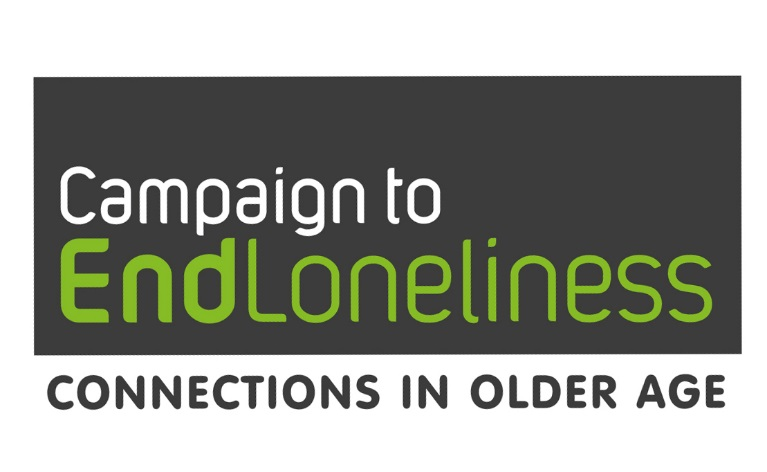 Campaign to
EndLoneliness
CONNECTIONS IN OLDER AGE